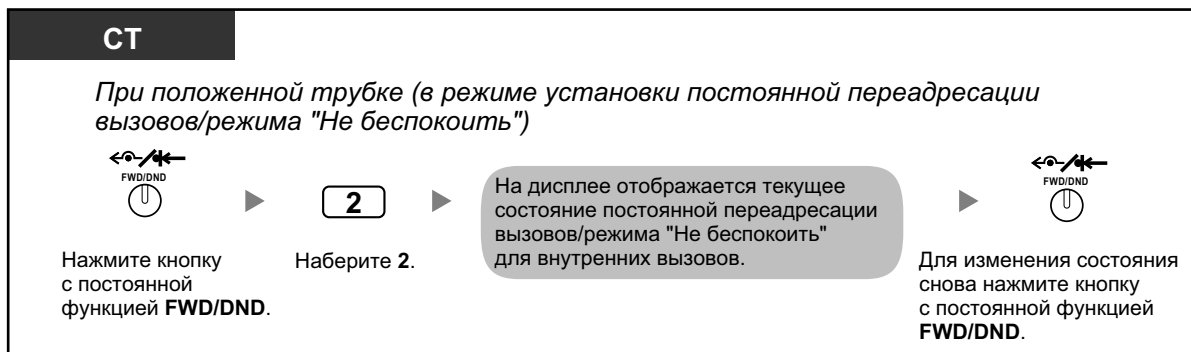 СТ
При положенной трубке (в режиме установки постоянной переадресации
вызовов/режима "Не беспокоить")
FWD/DND
Нажмите кнопку
с постоянной
функцией FWD/DND.
2
Наберите 2.
На дисплее отображается текущее
состояние постоянной переадресации
вызовов/режима "Не беспокоить"
для внутренних вызовов.
FWD/DND
Для изменения состояния
снова нажмите кнопку
с постоянной функцией
FWD/DND.